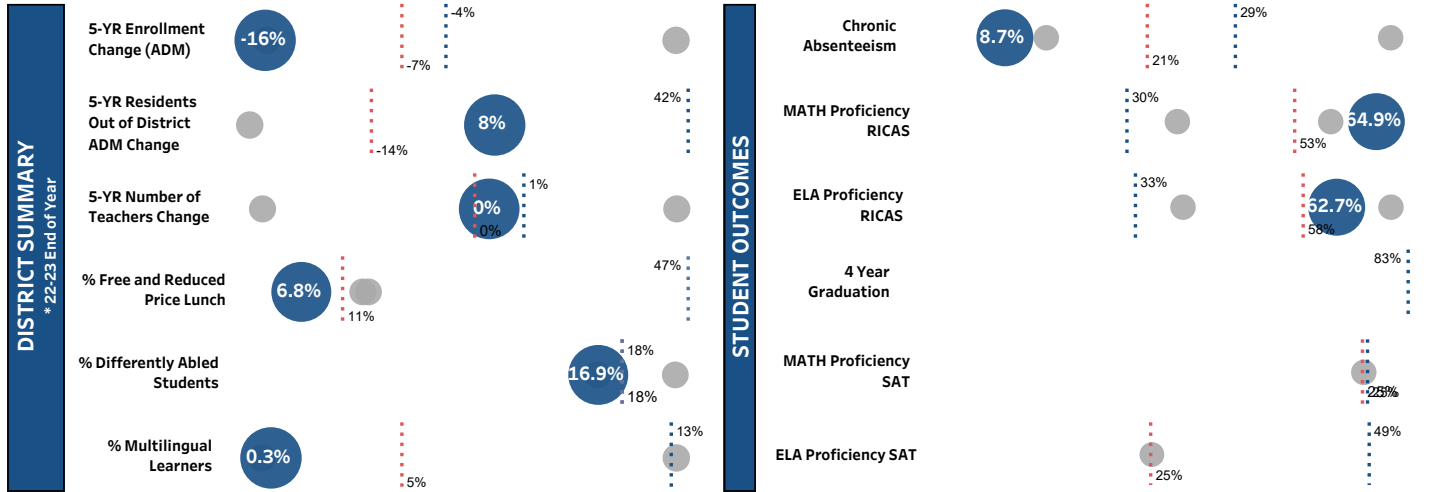 DISTRICT SUMMARY
* 22-23 End of Year
5-YR Enrollment
Change (ADM)
-16%
-7%
-4%
5-YR Residents
Out of District
ADM Change
-14%
8%
42%
5-YR Number of
Teachers Change
0%
0%
1%
% Free and Reduced
Price Lunch
6.8%
11%
47%
% Differently Abled
Students
16.9%
18%
18%
% Multilingual
Learners
0.3%
5%
13%
STUDENT OUTCOMES
Chronic
Absenteeism
8.7%
21%
29%
MATH Proficiency
RICAS
30%
53%
64.9%
ELA Proficiency
RICAS
33%
58%
62.7%
4 Year
Graduation
83%
MATH Proficiency
SAT
25%
ELA Proficiency SAT
25%
49%